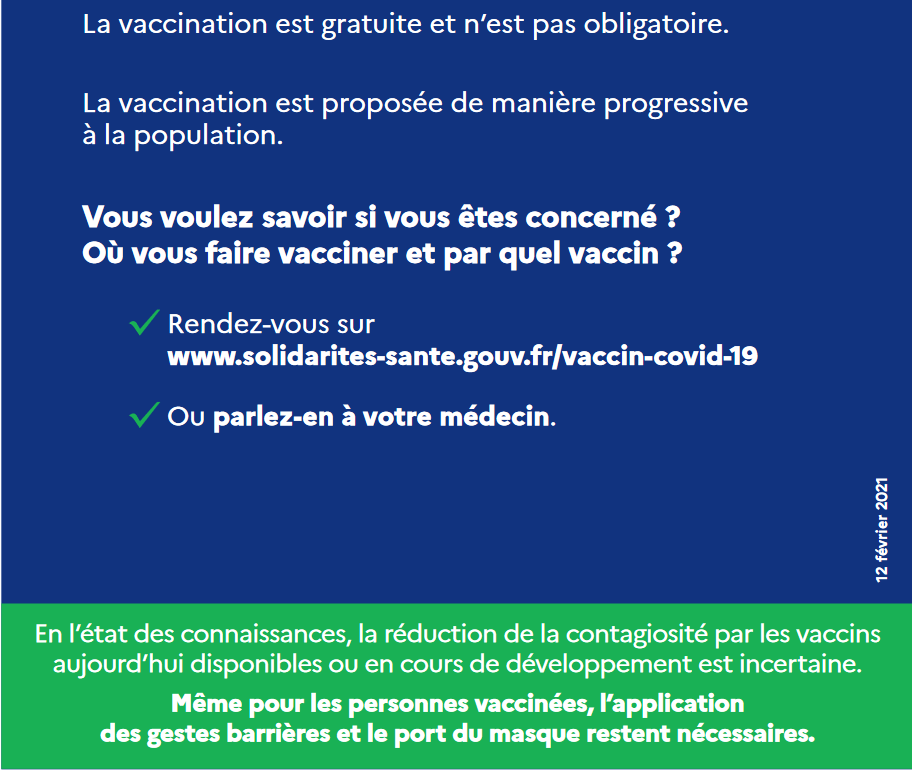 La vaccination est gratuite et n’est pas obligatoire.
La vaccination est proposée de manière progressive
à la population.
Vous voulez savoir si vous êtes concerné ?
Où vous faire vacciner et par quel vaccin ?
Rendez-vous sur
www.solidarites-sante.gouv.fr/vaccin-covid-19
Ou parlez-en à votre médecin.
12 février 2021
En l’état des connaissances, la réduction de la contagiosité par les vaccins
aujourd’hui disponibles ou en cours de développement est incertaine.
Même pour les personnes vaccinées, l’application
des gestes barrières et le port du masque restent nécessaires.